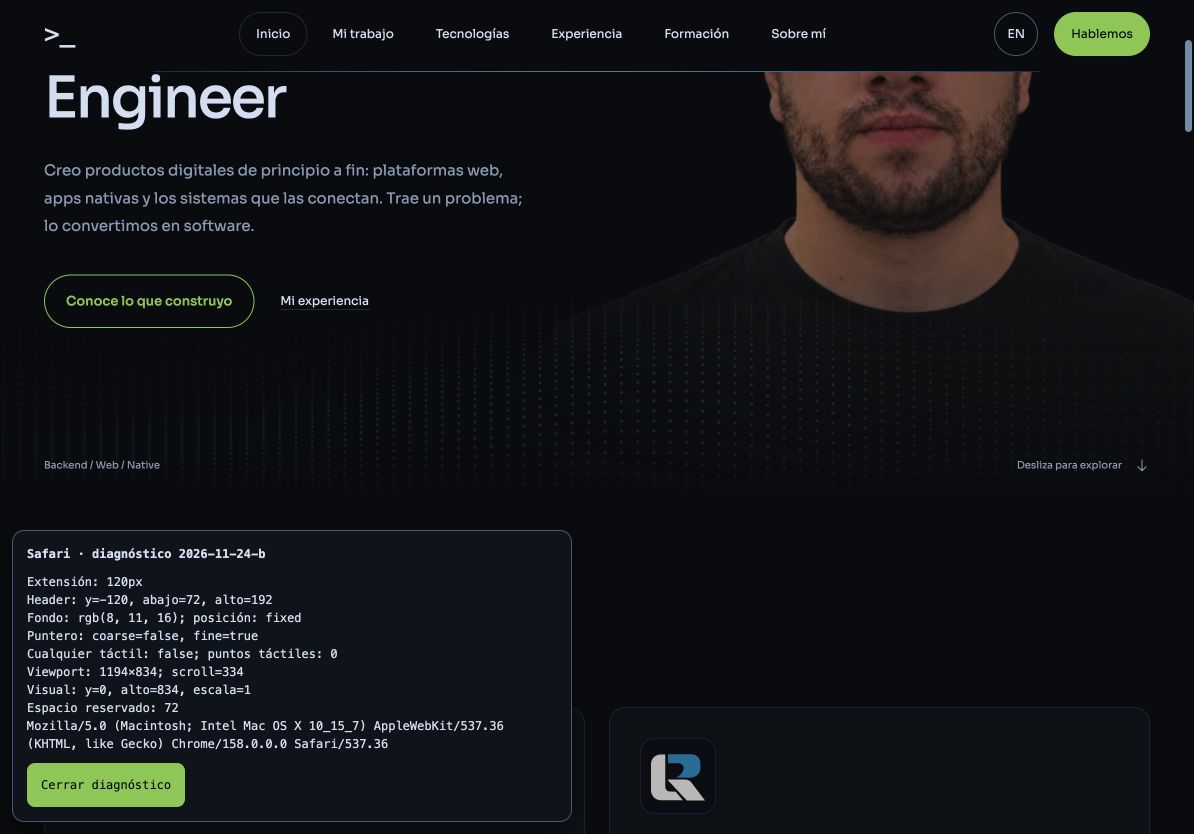 >_
Inicio
Mi trabajo
Tecnologías
Experiencia
Formación
Sobre mí
EN
Hablemos
Engineer
Creo productos digitales de principio a fin: plataformas web,
apps nativas y los sistemas que las conectan. Trae un problema;
lo convertimos en software.
Conoce lo que construyo
Mi experiencia
Backend / Web / Native
Desliza para explorar ↓
Safari · diagnóstico 2026-11-24-b
Extensión: 120px
Header: y=-120, abajo=72, alto=192
Fondo: rgb(8, 11, 16); posición: fixed
Puntero: coarse=false, fine=true
Cualquier táctil: false; puntos táctiles: 0
Viewport: 1194×834; scroll=334
Visual: y=0, alto=834, escala=1
Espacio reservado: 72
Mozilla/5.0 (Macintosh; Intel Mac OS X 10_15_7) AppleWebKit/537.36
(KHTML, like Gecko) Chrome/158.0.0.0 Safari/537.36
Cerrar diagnóstico